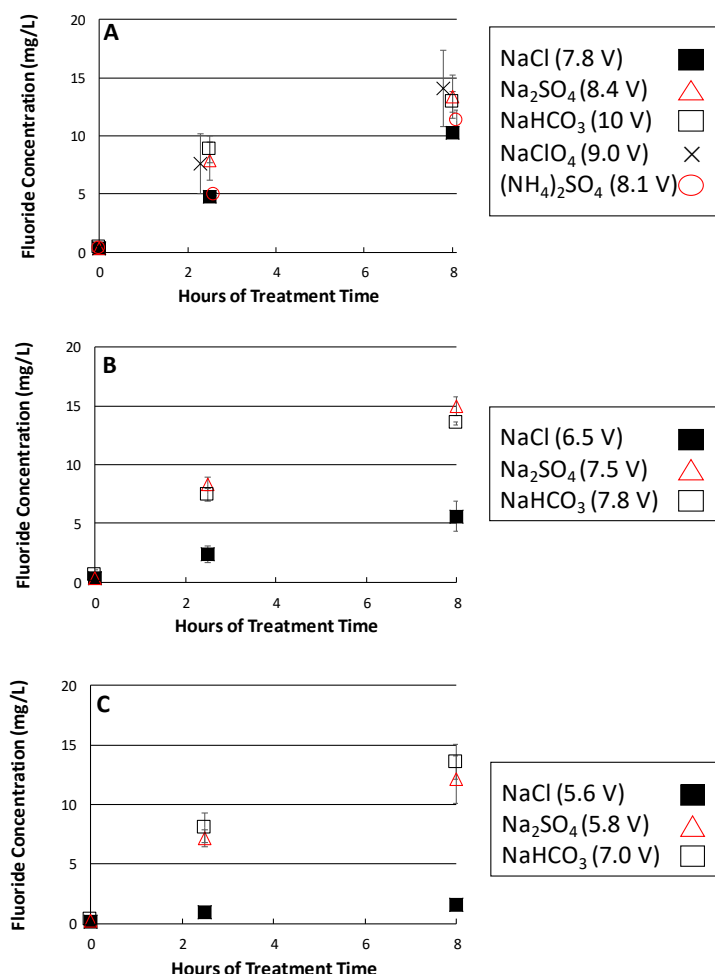 A
Fluoride Concentration (mg/L)
20
15
10
5
0
0 2 4 6 8
Hours of Treatment Time
NaCl (7.8 V)
Na₂SO₄ (8.4 V)
NaHCO₃ (10 V)
NaClO₄ (9.0 V)
(NH₄)₂SO₄ (8.1 V)
B
Fluoride Concentration (mg/L)
20
15
10
5
0
0 2 4 6 8
Hours of Treatment Time
NaCl (6.5 V)
Na₂SO₄ (7.5 V)
NaHCO₃ (7.8 V)
C
Fluoride Concentration (mg/L)
20
15
10
5
0
0 2 4 6 8
Hours of Treatment Time
NaCl (5.6 V)
Na₂SO₄ (5.8 V)
NaHCO₃ (7.0 V)